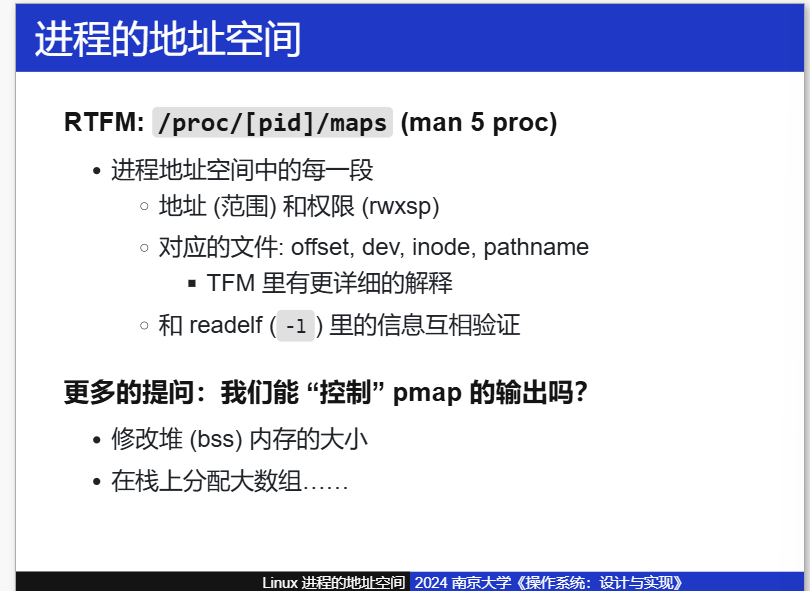 进程的地址空间
RTFM: /proc/[pid]/maps (man 5 proc)
进程地址空间中的每一段
地址 (范围) 和权限 (rwxsp)
对应的文件: offset, dev, inode, pathname
TFM 里有更详细的解释
和 readelf (-l) 里的信息互相验证
更多的提问：我们能 “控制” pmap 的输出吗？
修改堆 (bss) 内存的大小
在栈上分配大数组……
Linux 进程的地址空间 2024 南京大学《操作系统：设计与实现》